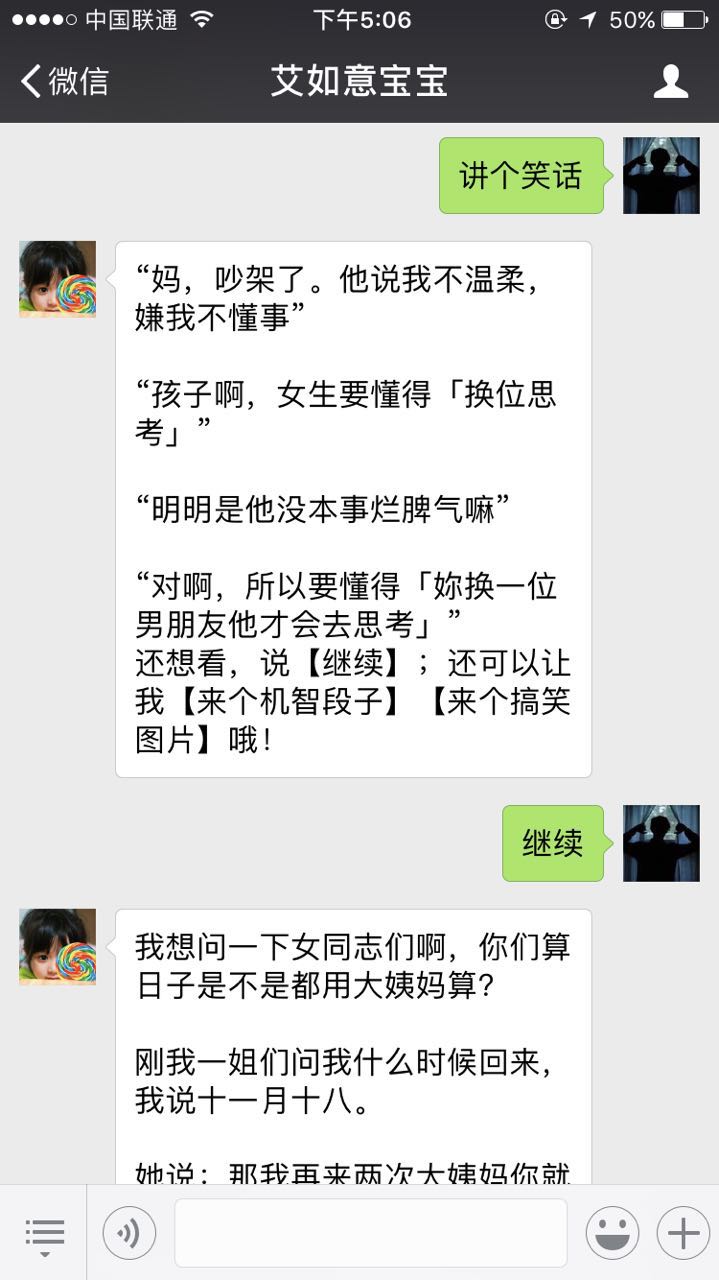 中国联通 下午5:06 50%
微信 艾如意宝宝
讲个笑话
“妈，吵架了。他说我不温柔，
嫌我不懂事”
“孩子啊，女生要懂得「换位思
考」”
“明明是他没本事烂脾气嘛”
“对啊，所以要懂得「妳换一位
男朋友他才会去思考」”
还想看，说【继续】；还可以让
我【来个机智段子】【来个搞笑
图片】哦！
继续
我想问一下女同志们啊，你们算
日子是不是都用大姨妈算？
刚我一姐们问我什么时候回来，
我说十一月十八。
她说：那我再来两次大姨妈你就